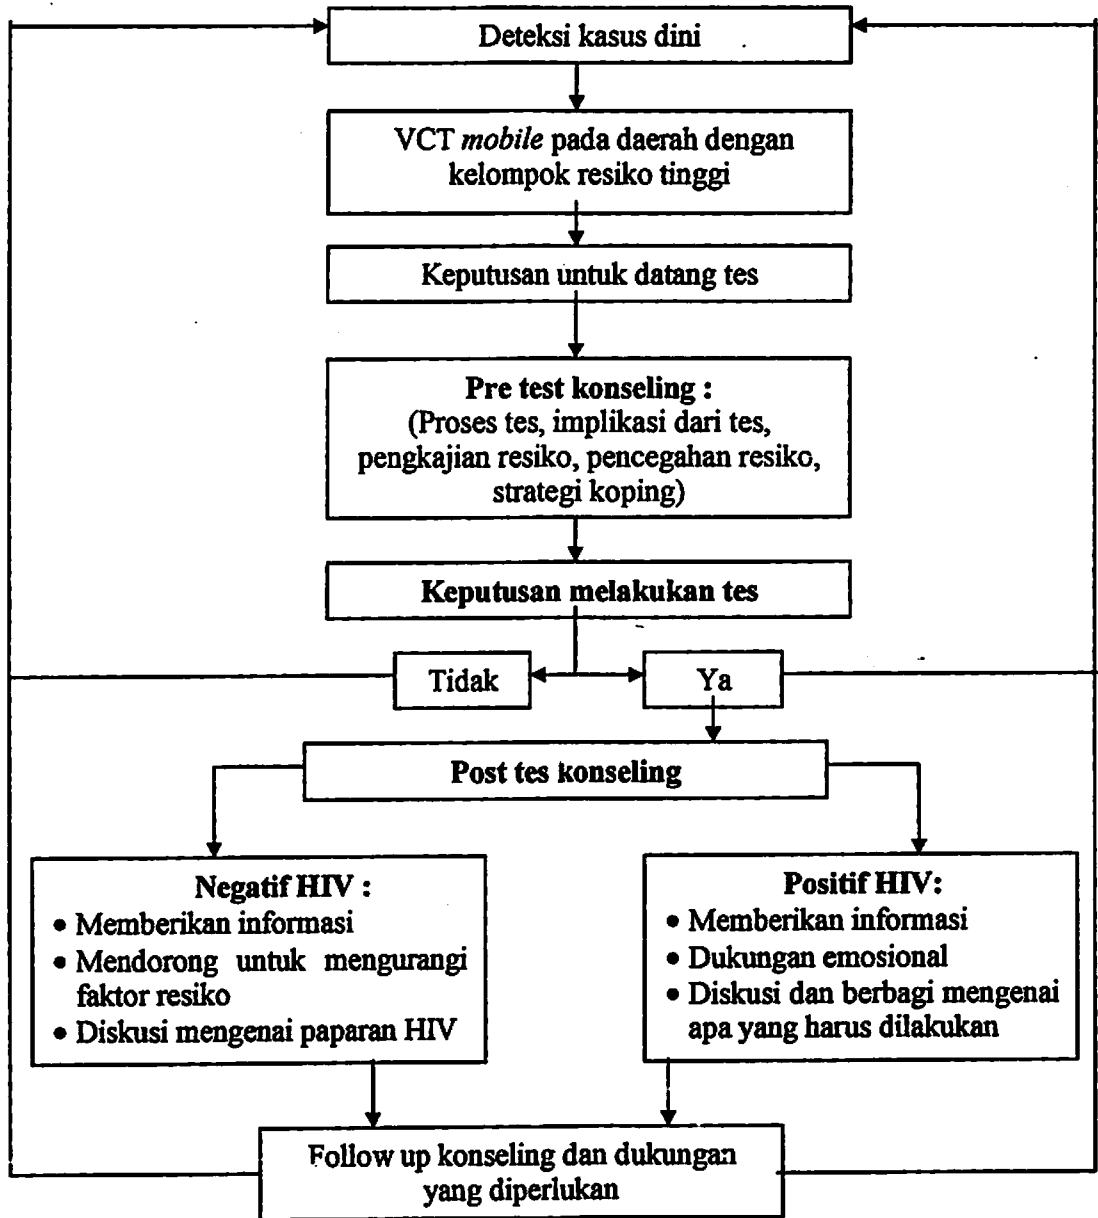 Deteksi kasus dini
VCT mobile pada daerah dengan
kelompok resiko tinggi
Keputusan untuk datang tes
Pre test konseling :
(Proses tes, implikasi dari tes,
pengkajian resiko, pencegahan resiko,
strategi koping)
Keputusan melakukan tes
Tidak
Ya
Post tes konseling
Negatif HIV :
• Memberikan informasi
• Mendorong untuk mengurangi
faktor resiko
• Diskusi mengenai paparan HIV
Positif HIV:
• Memberikan informasi
• Dukungan emosional
• Diskusi dan berbagi mengenai
apa yang harus dilakukan
Follow up konseling dan dukungan
yang diperlukan